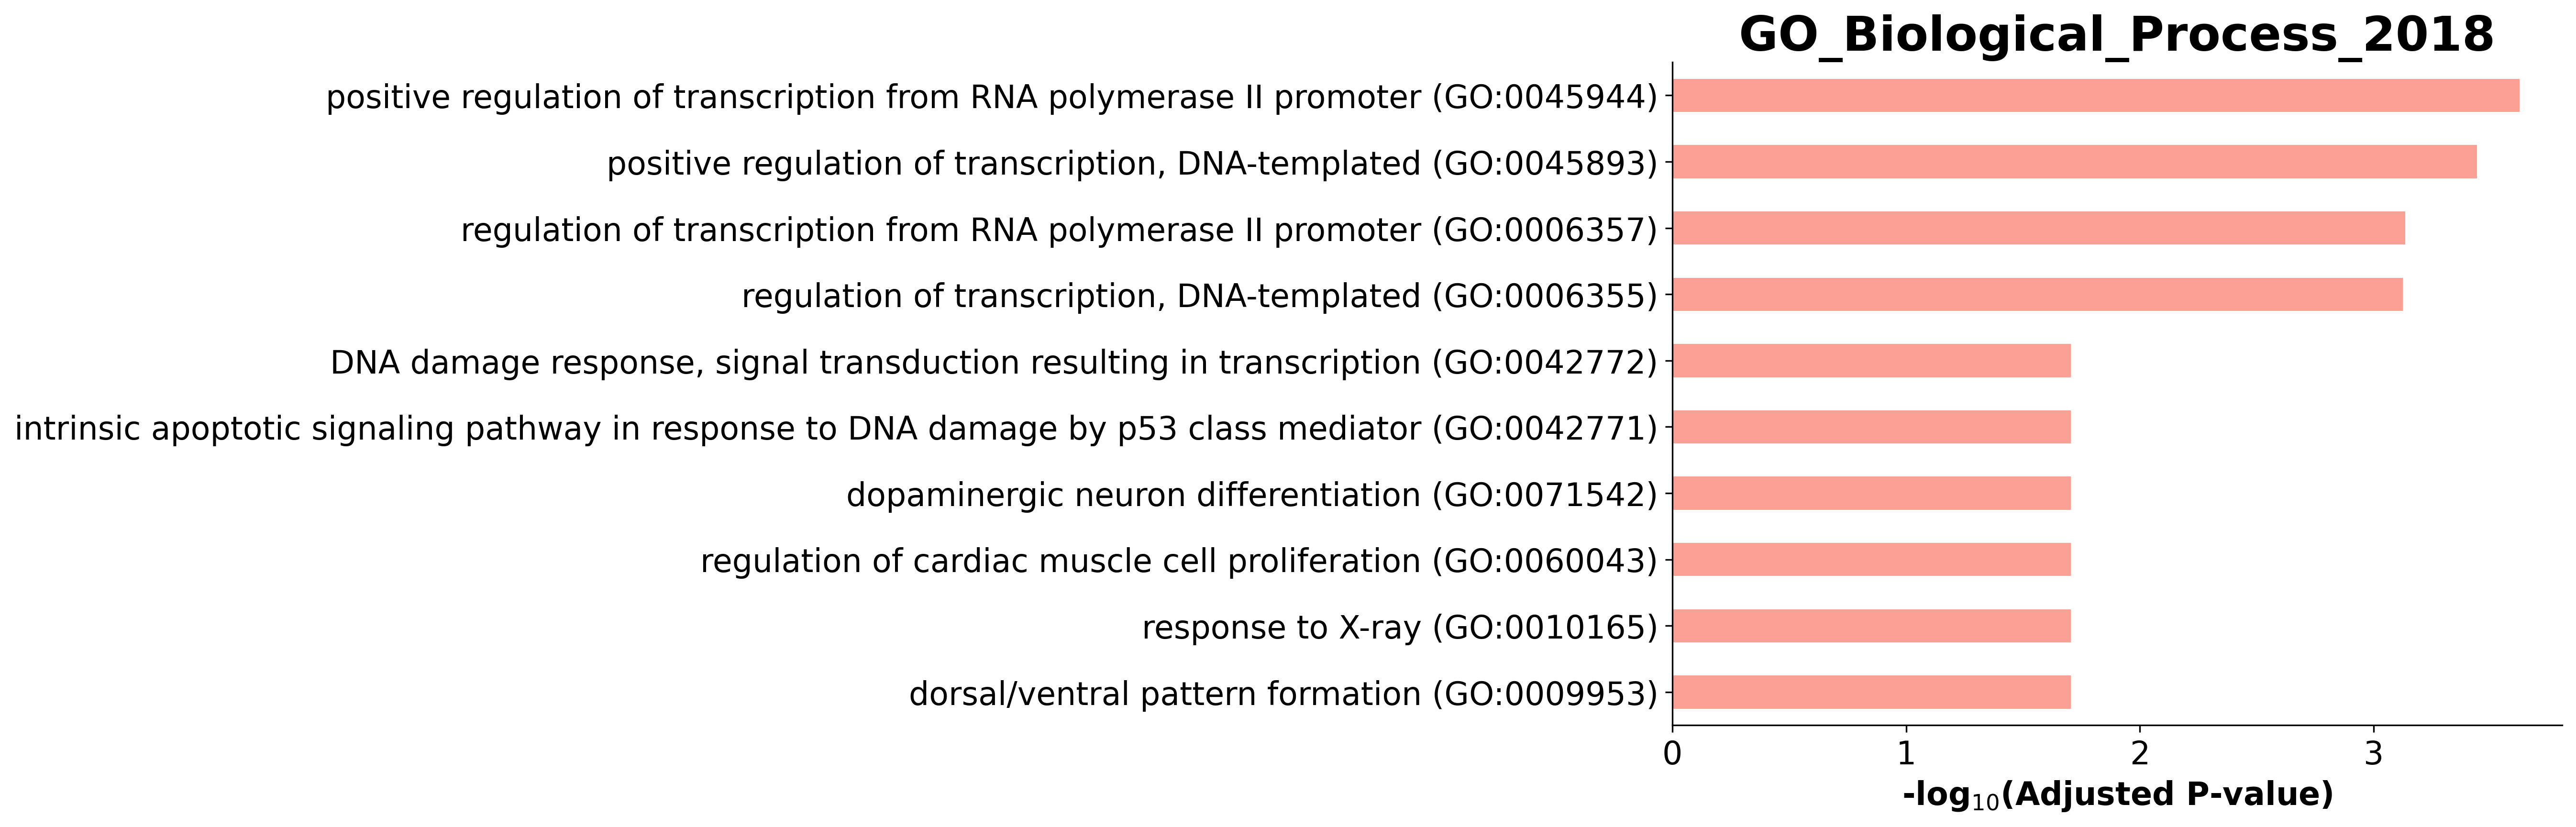 GO_Biological_Process_2018
positive regulation of transcription from RNA polymerase II promoter (GO:0045944)
positive regulation of transcription, DNA-templated (GO:0045893)
regulation of transcription from RNA polymerase II promoter (GO:0006357)
regulation of transcription, DNA-templated (GO:0006355)
DNA damage response, signal transduction resulting in transcription (GO:0042772)
intrinsic apoptotic signaling pathway in response to DNA damage by p53 class mediator (GO:0042771)
dopaminergic neuron differentiation (GO:0071542)
regulation of cardiac muscle cell proliferation (GO:0060043)
response to X-ray (GO:0010165)
dorsal/ventral pattern formation (GO:0009953)
0 1 2 3
-log₁₀(Adjusted P-value)